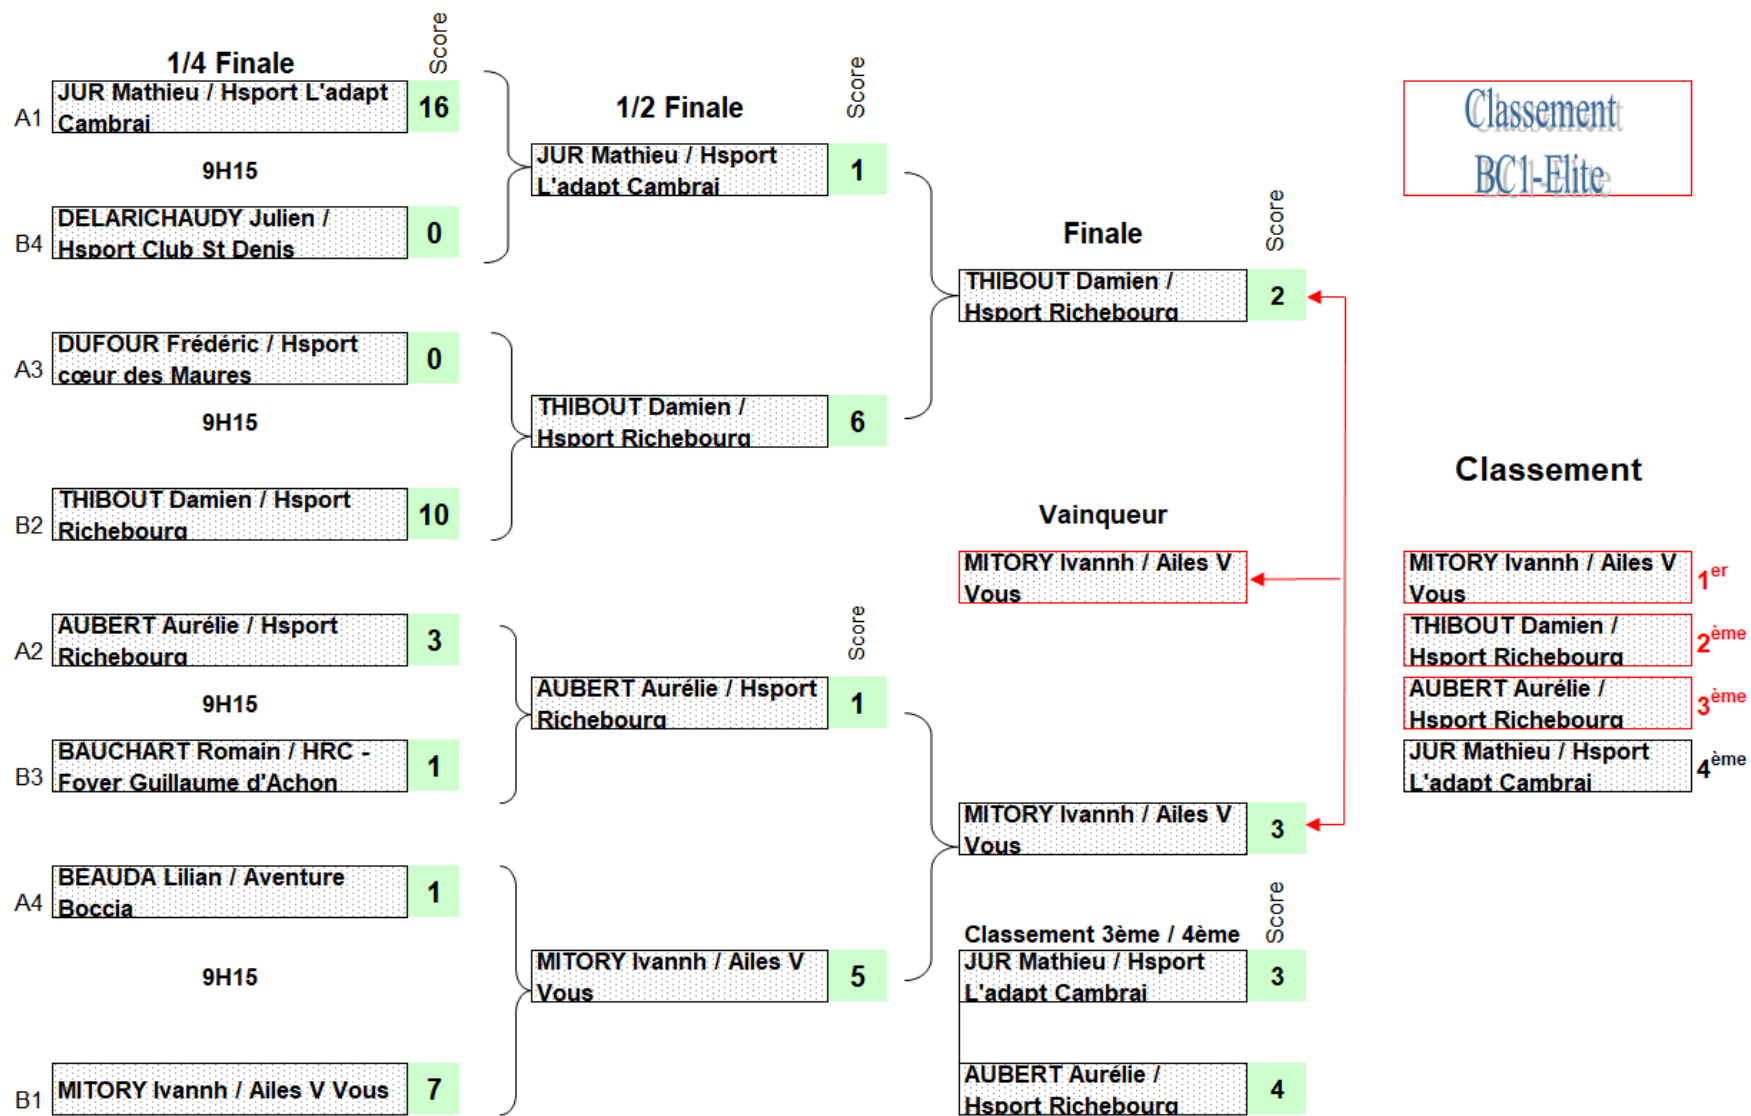 1/4 Finale
Score
A1
JUR Mathieu / Hsport L'adapt
Cambrai
16
9H15
B4
DELARICHAUDY Julien /
Hsport Club St Denis
0
A3
DUFOUR Frédéric / Hsport
cœur des Maures
0
9H15
B2
THIBOUT Damien / Hsport
Richebourg
10
A2
AUBERT Aurélie / Hsport
Richebourg
3
9H15
B3
BAUCHART Romain / HRC -
Foyer Guillaume d'Achon
1
A4
BEAUDA Lilian / Aventure
Boccia
1
9H15
B1
MITORY Ivannh / Ailes V Vous
7
1/2 Finale
Score
JUR Mathieu / Hsport
L'adapt Cambrai
1
THIBOUT Damien /
Hsport Richebourg
6
Score
AUBERT Aurélie / Hsport
Richebourg
1
MITORY Ivannh / Ailes V
Vous
5
Finale
Score
THIBOUT Damien /
Hsport Richebourg
2
Vainqueur
MITORY Ivannh / Ailes V
Vous
MITORY Ivannh / Ailes V
Vous
3
Classement 3ème / 4ème
Score
JUR Mathieu / Hsport
L'adapt Cambrai
3
AUBERT Aurélie /
Hsport Richebourg
4
Classement
BC1-Elite
Classement
MITORY Ivannh / Ailes V
Vous
1er
THIBOUT Damien /
Hsport Richebourg
2ème
AUBERT Aurélie /
Hsport Richebourg
3ème
JUR Mathieu / Hsport
L'adapt Cambrai
4ème